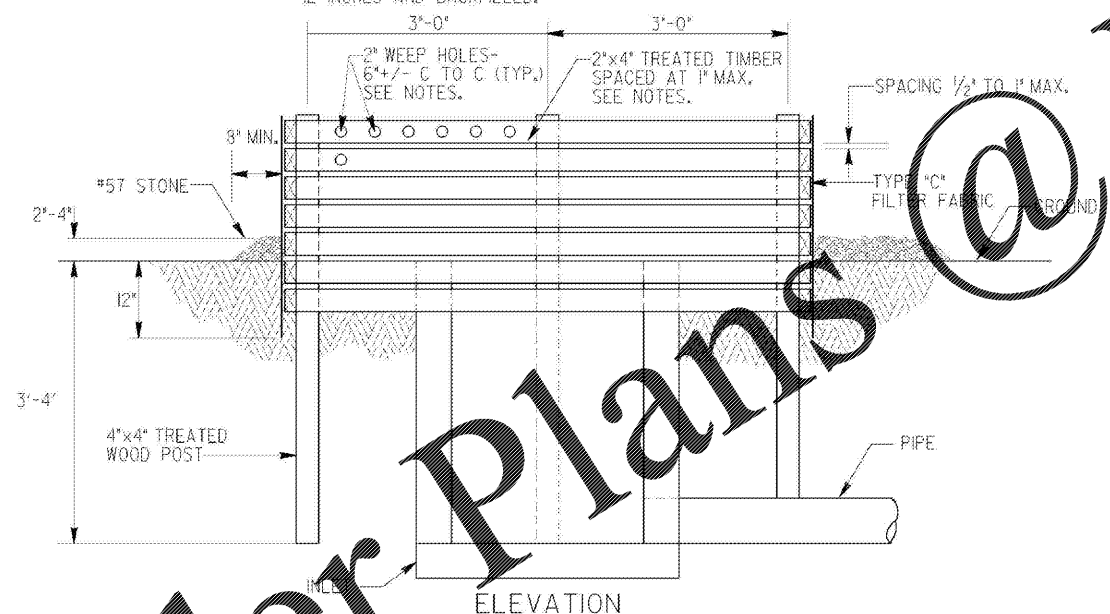 12 INCHES AND BACKFILLED.
3'-0" 3'-0"
2" WEEP HOLES-
6"+/- C TO C (TYP.)
SEE NOTES.
2"x4" TREATED TIMBER
SPACED AT 1" MAX.
SEE NOTES.
SPACING 1/2" TO 1" MAX.
8" MIN.
#57 STONE
TYPE "C"
FILTER FABRIC
GROUND
2"-4"
12"
3'-4'
4"x4" TREATED
WOOD POST
PIPE
INLET
ELEVATION
Plans @